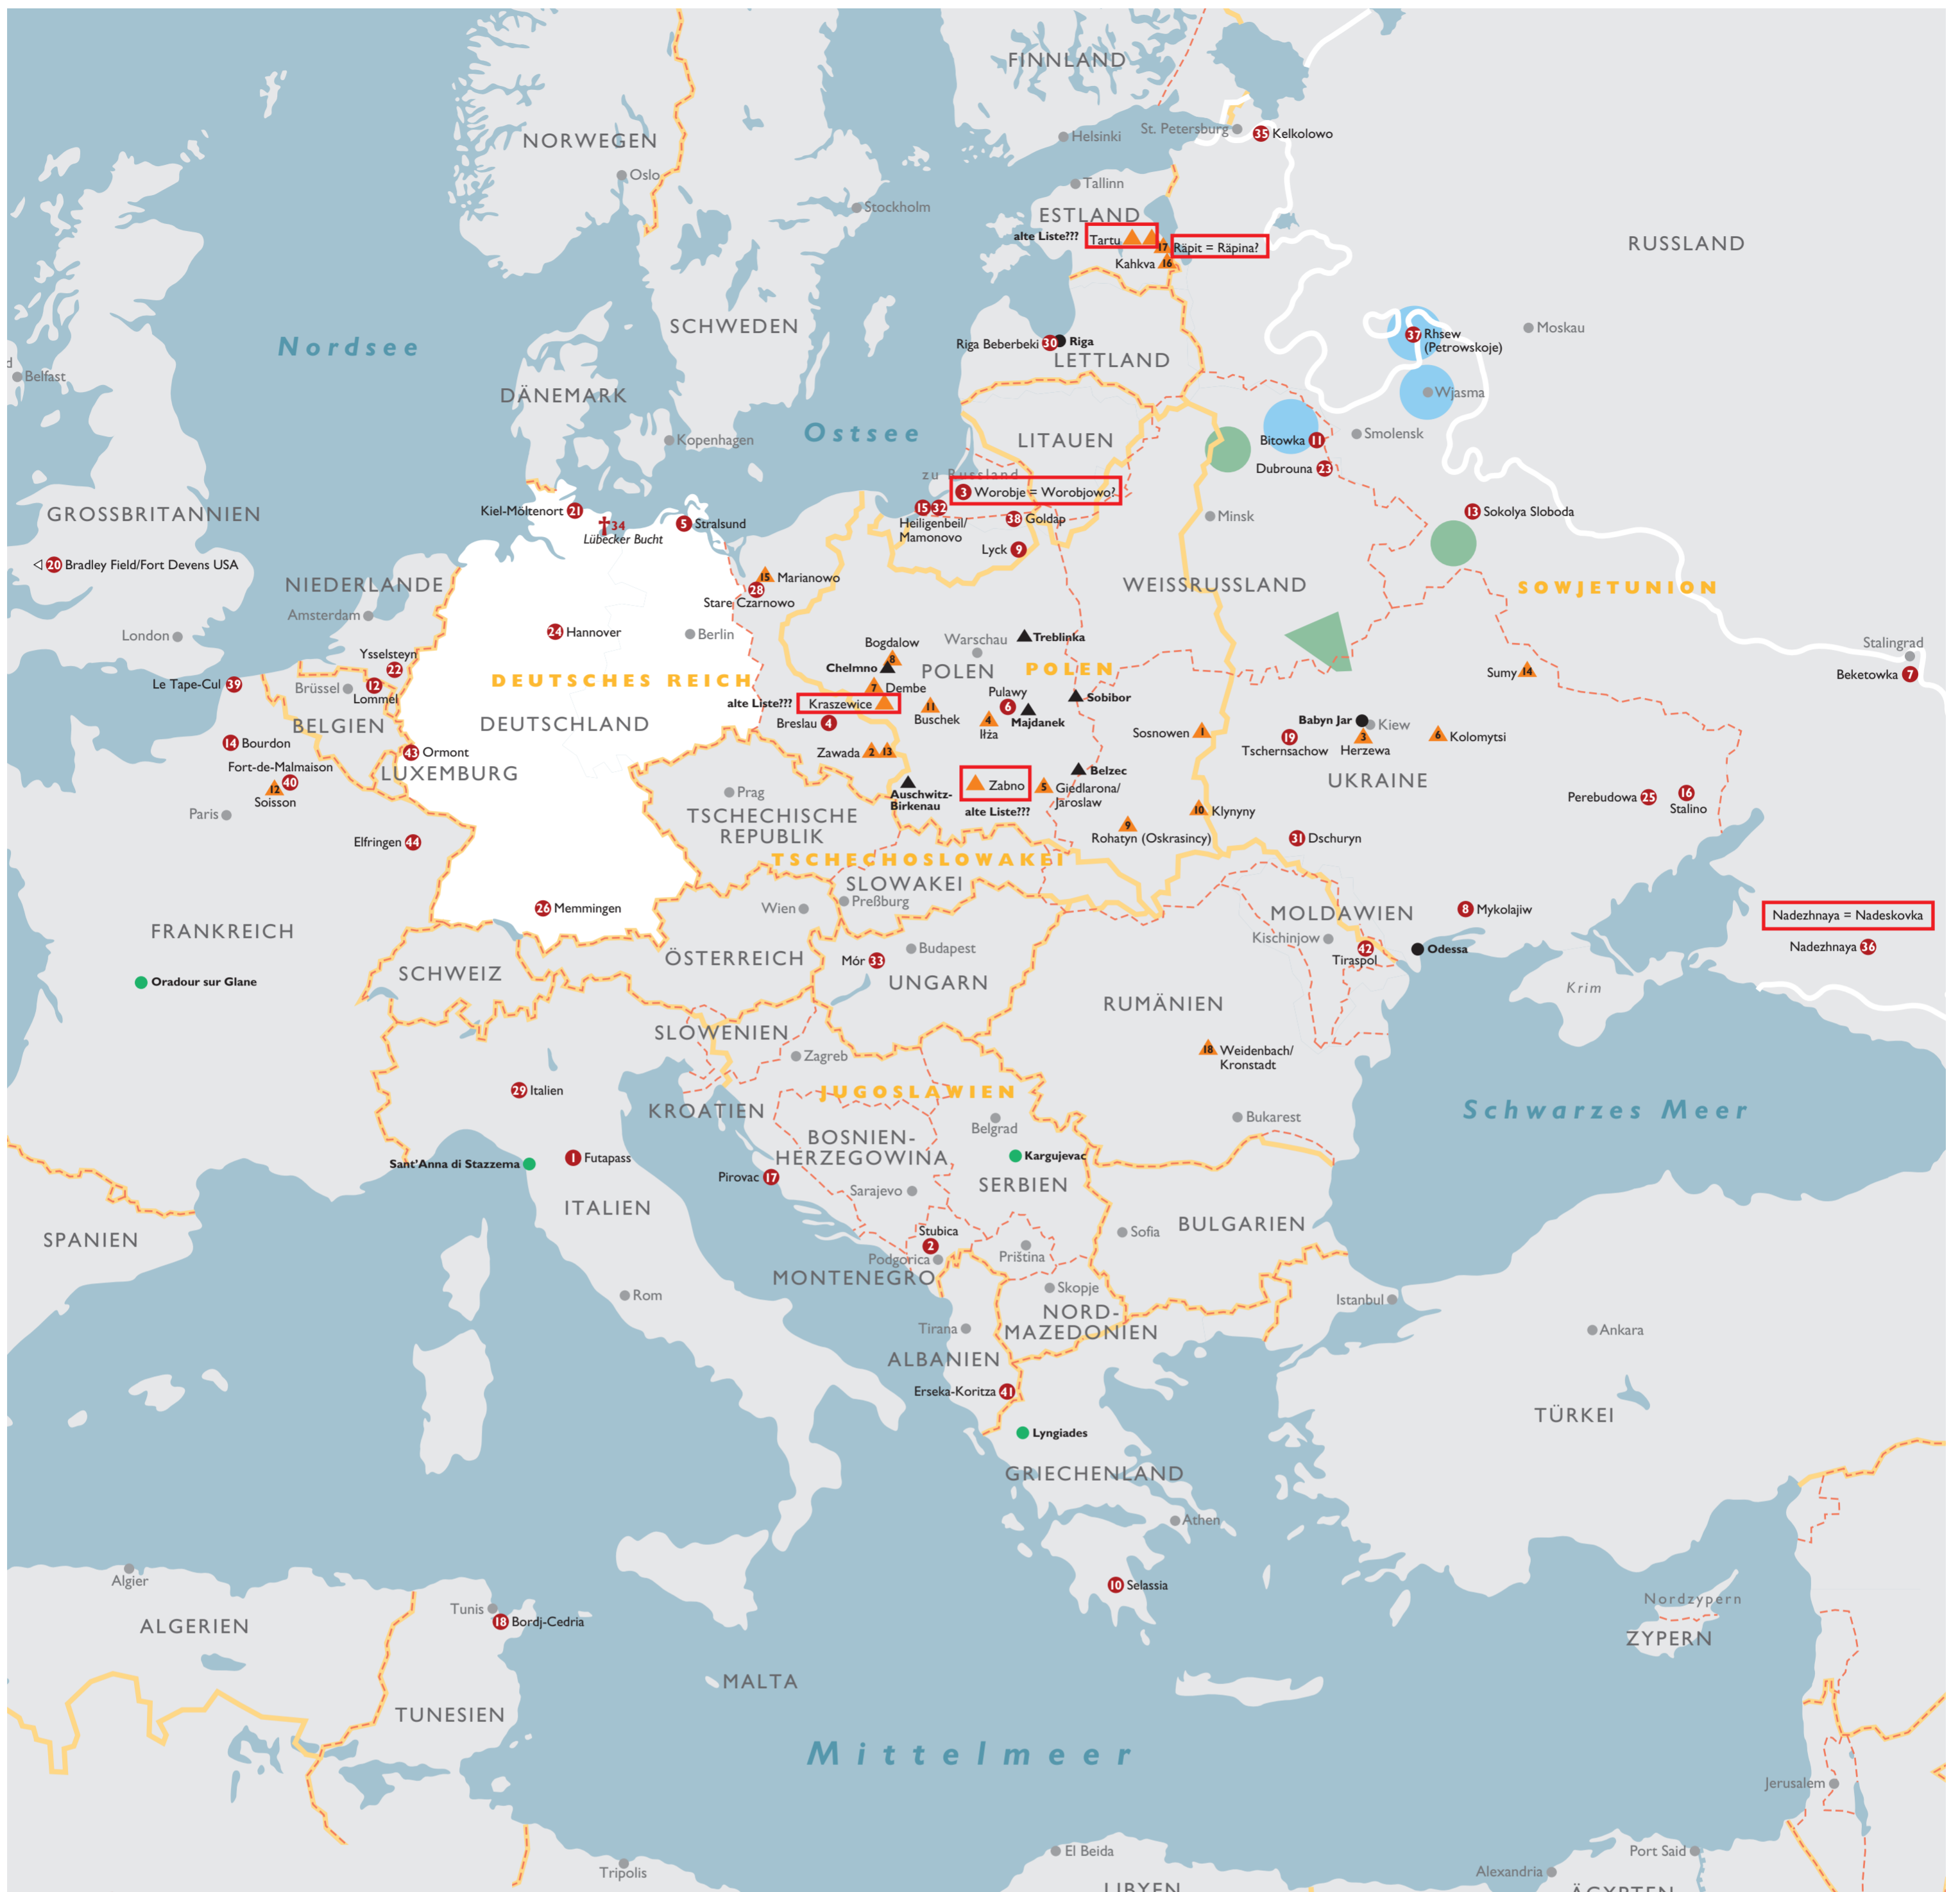 FINNLAND
NORWEGEN
Helsinki
St. Petersburg
35 Kelkolowo
Oslo
Tallinn
Stockholm
ESTLAND
alte Liste???
Tartu
17 Räpit = Räpina?
Kahkva 16
RUSSLAND
SCHWEDEN
Nordsee
Riga Beberbeki 30
Riga
LETTLAND
37 Rhsew
(Petrowskoje)
Moskau
d
Belfast
DÄNEMARK
Wjasma
Ostsee
Kopenhagen
LITAUEN
Bitowka 11
Smolensk
Dubrouna 23
zu Russland
3 Worobje = Worobjowo?
GROSSBRITANNIEN
Kiel-Möltenort 21
34
Lübecker Bucht
5 Stralsund
15 32
Heiligenbeil/
Mamonovo
38 Goldap
Minsk
13 Sokolya Sloboda
Lyck 9
20 Bradley Field/Fort Devens USA
NIEDERLANDE
15 Marianowo
28
Stare Czarnowo
WEISSRUSSLAND
SOWJETUNION
Amsterdam
London
24 Hannover
Berlin
Bogdalow
8
Warschau
Treblinka
Stalingrad
Ysselsteyn
22
Chelmno
POLEN
POLEN
Sumy 14
Beketowka 7
Le Tape-Cul 39
Brüssel
12
Lommel
DEUTSCHES REICH
7 Dembe
Pulawy
6
Sobibor
alte Liste???
Kraszewice
11
Buschek
4
Iłża
Majdanek
BELGIEN
DEUTSCHLAND
Breslau 4
Babyn Jar
Kiew
Sosnowen 1
19
Tschernsachow
3
Herzewa
6 Kolomytsi
14 Bourdon
43 Ormont
Zawada 2 13
Fort-de-Malmaison
40
12
Soisson
LUXEMBURG
Belzec
UKRAINE
Auschwitz-
Birkenau
Zabno
alte Liste???
5 Giedlarona/
Jaroslaw
Prag
Perebudowa 25
16
Stalino
Paris
TSCHECHISCHE
REPUBLIK
10 Klynyny
9
Rohatyn (Oskrasincy)
31 Dschuryn
Elfringen 44
TSCHECHOSLOWAKEI
SLOWAKEI
Preßburg
26 Memmingen
Wien
MOLDAWIEN
8 Mykolajiw
Nadezhnaya = Nadeskovka
FRANKREICH
Kischinjow
Nadezhnaya 36
Budapest
42
Tiraspol
Odessa
ÖSTERREICH
Mór 33
SCHWEIZ
UNGARN
Oradour sur Glane
Krim
RUMÄNIEN
SLOWENIEN
Zagreb
18 Weidenbach/
Kronstadt
29 Italien
JUGOSLAWIEN
KROATIEN
Schwarzes Meer
Bukarest
Belgrad
BOSNIEN-
HERZEGOWINA
Sant'Anna di Stazzema
1 Futapass
Kargujevac
Pirovac 17
Sarajevo
SERBIEN
ITALIEN
SPANIEN
Stubica
2
Sofia
BULGARIEN
Podgorica
Priština
MONTENEGRO
Skopje
Rom
Istanbul
NORD-
MAZEDONIEN
Tirana
Ankara
ALBANIEN
Erseka-Koritza 41
TÜRKEI
Lyngiades
GRIECHENLAND
Athen
Algier
10 Selassia
Nordzypern
Tunis
18 Bordj-Cedria
ALGERIEN
ZYPERN
MALTA
TUNESIEN
Mittelmeer
Jerusalem
Tripolis
El Beida
Port Said
Alexandria
LIBYEN
ÄGYPTEN